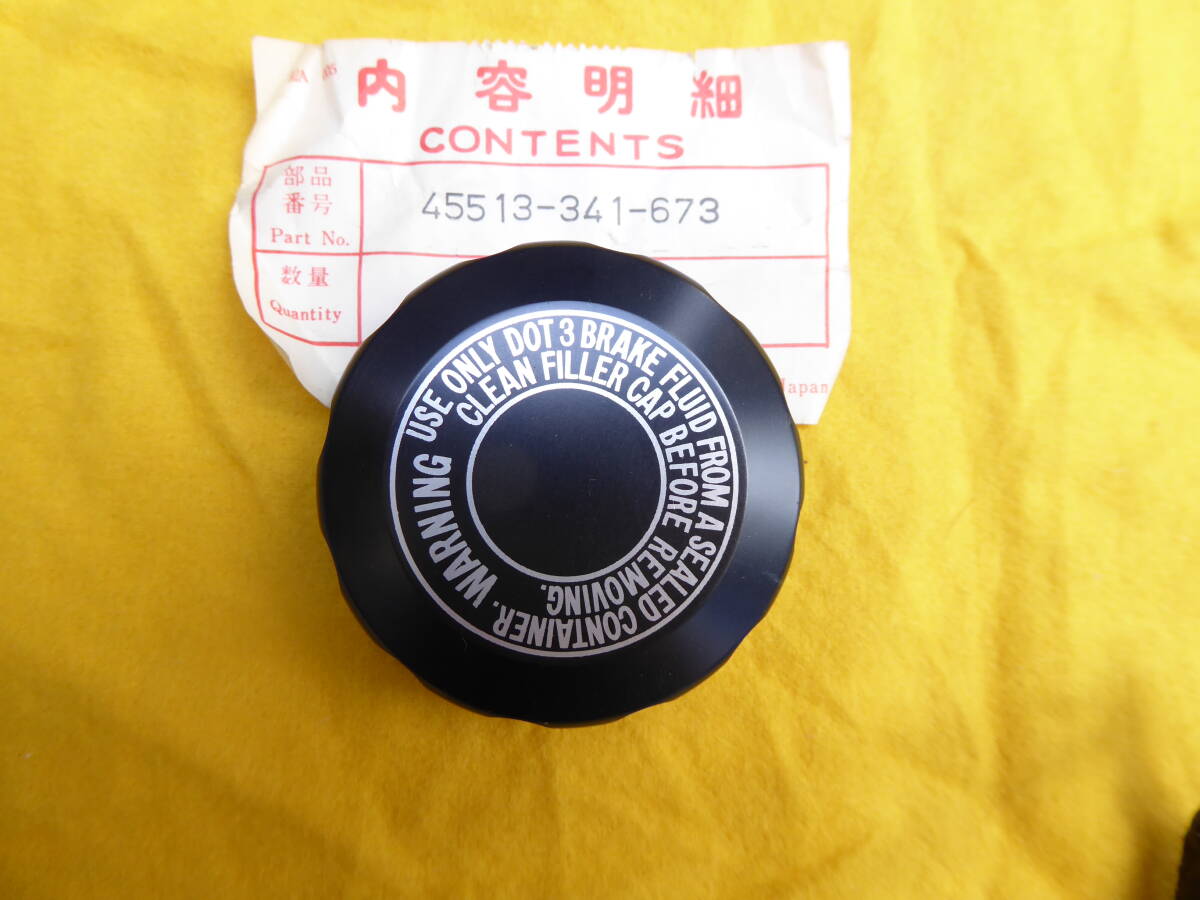 内容明細
CONTENTS
部品
番号
Part No.
45513-341-673
数量
Quantity
Japan
WARNING USE ONLY DOT 3 BRAKE FLUID FROM A SEALED CONTAINER.
CLEAN FILLER CAP BEFORE REMOVING.